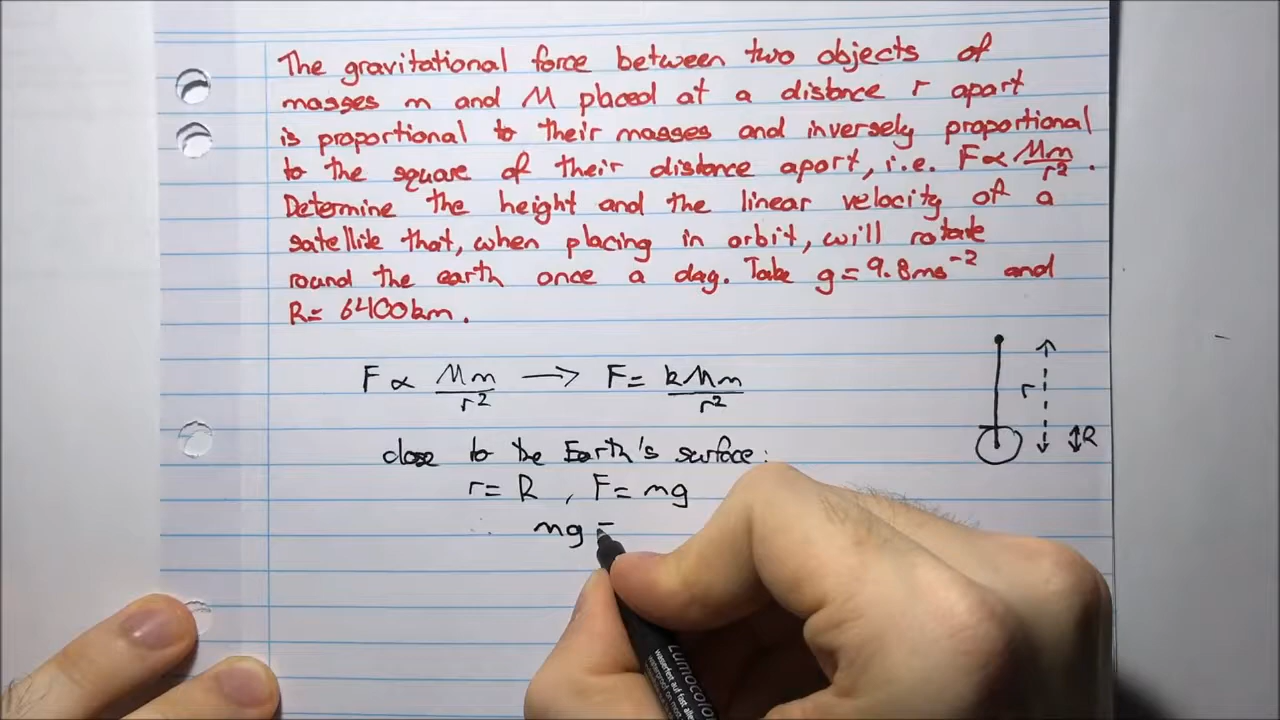 The gravitational force between two objects of
masses m and M placed at a distance r apart
is proportional to their masses and inversely proportional
to the square of their distance apart, i.e. F ∝ Mm/r².
Determine the height and the linear velocity of a
satellite that, when placing in orbit, will rotate
round the earth once a day. Take g = 9.8ms⁻² and
R = 6400km.
F ∝ Mm/r² → F = kMm/r²
r
R
close to the Earth's surface:
r = R , F = mg
∴ mg =
Lumocolor